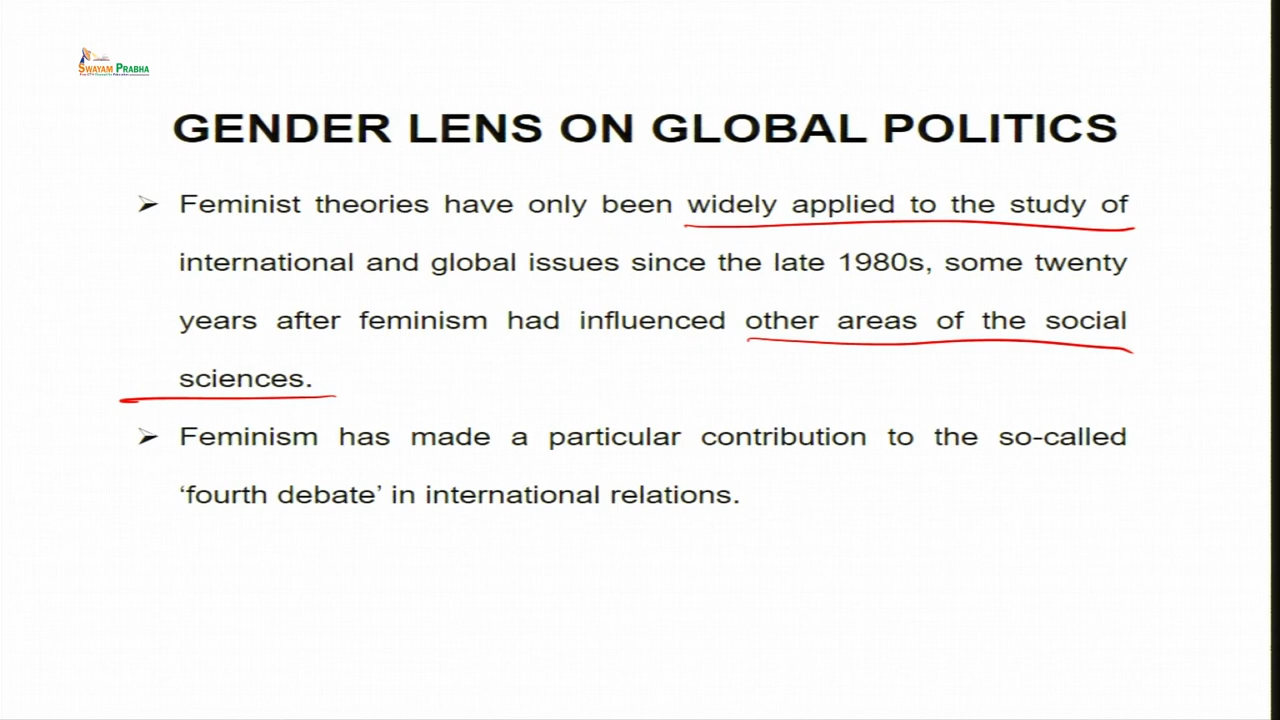 SWAYAM PRABHA
GENDER LENS ON GLOBAL POLITICS
➢ Feminist theories have only been widely applied to the study of
international and global issues since the late 1980s, some twenty
years after feminism had influenced other areas of the social
sciences.
➢ Feminism has made a particular contribution to the so-called
‘fourth debate’ in international relations.